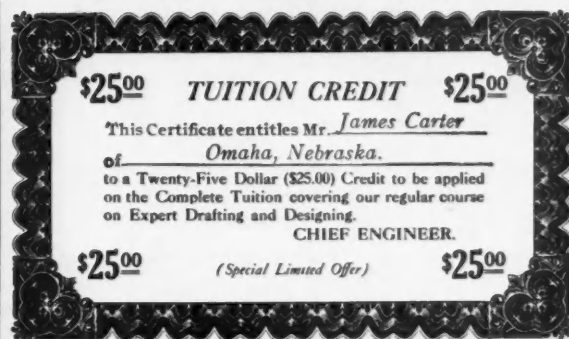 $25.00 TUITION CREDIT $25.00
This Certificate entitles Mr. James Carter
of Omaha, Nebraska.
to a Twenty-Five Dollar ($25.00) Credit to be applied
on the Complete Tuition covering our regular course
on Expert Drafting and Designing.
CHIEF ENGINEER.
$25.00 (Special Limited Offer) $25.00